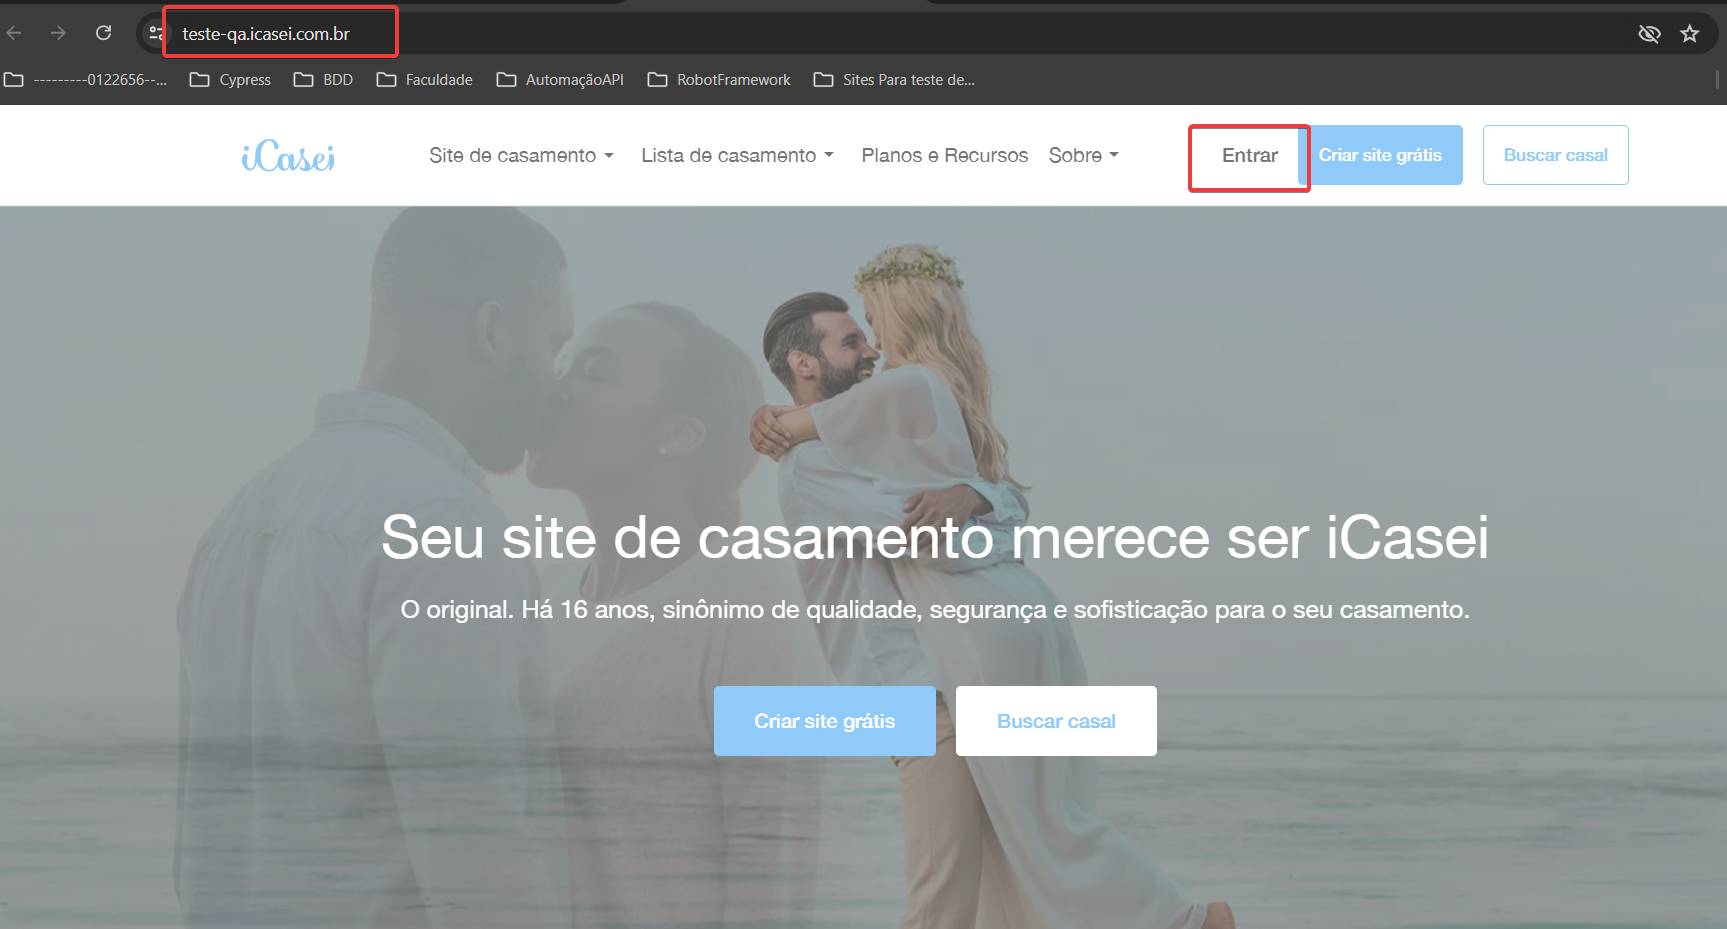 teste-qa.icasei.com.br
---------0122656--... Cypress BDD Faculdade AutomaçãoAPI RobotFramework Sites Para teste de...
iCasei Site de casamento Lista de casamento Planos e Recursos Sobre Entrar Criar site grátis Buscar casal
Seu site de casamento merece ser iCasei
O original. Há 16 anos, sinônimo de qualidade, segurança e sofisticação para o seu casamento.
Criar site grátis Buscar casal